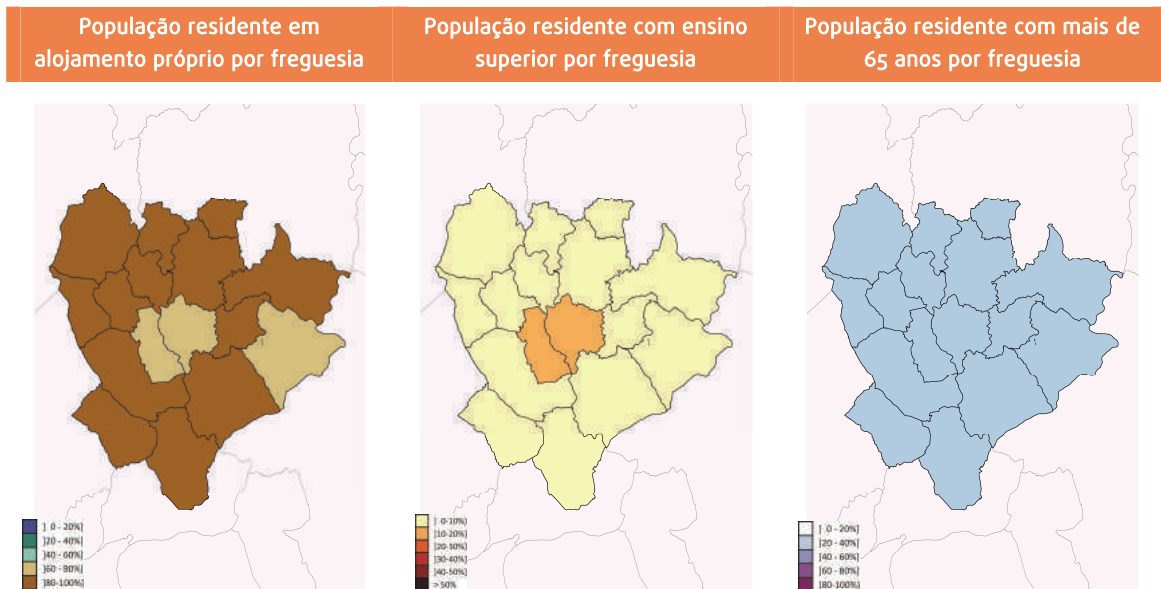 População residente em
alojamento próprio por freguesia
População residente com ensino
superior por freguesia
População residente com mais de
65 anos por freguesia
] 0 - 20%]
]20 - 40%]
]40 - 60%]
]60 - 80%]
]80-100%]
] 0-10%]
]10-20%]
]20-30%]
]30-40%]
]40-50%]
> 50%
] 0 - 20%]
]20 - 40%]
]40 - 60%]
]60 - 80%]
]80-100%]